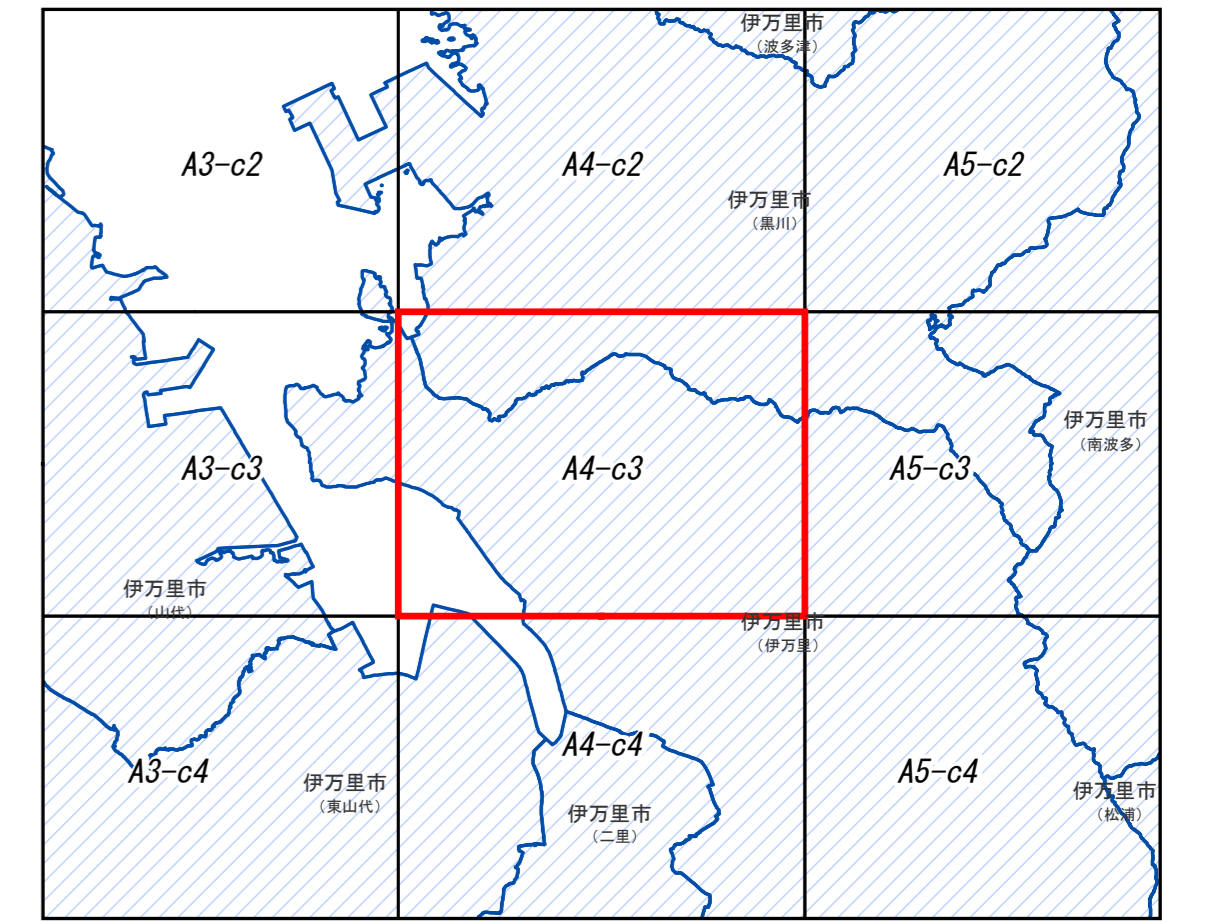 伊万里市
（波多津）
A3-c2
A4-c2
A5-c2
伊万里市
（黒川）
伊万里市
（南波多）
A3-c3
A4-c3
A5-c3
伊万里市
（山代）
伊万里市
（伊万里）
A3-c4
A4-c4
A5-c4
伊万里市
（東山代）
伊万里市
（二里）
伊万里市
（松浦）